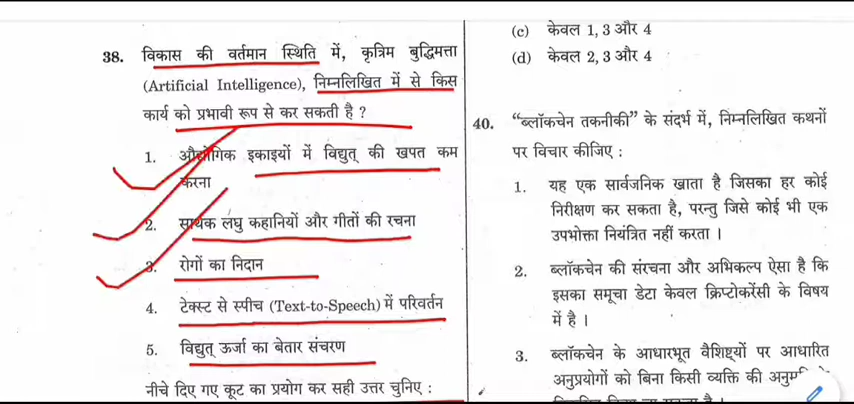 38. विकास की वर्तमान स्थिति में, कृत्रिम बुद्धिमत्ता
(Artificial Intelligence), निम्नलिखित में से किस
कार्य को प्रभावी रूप से कर सकती है ?
1. औद्योगिक इकाइयों में विद्युत् की खपत कम
करना
2. सार्थक लघु कहानियों और गीतों की रचना
3. रोगों का निदान
4. टेक्स्ट से स्पीच (Text-to-Speech) में परिवर्तन
5. विद्युत् ऊर्जा का बेतार संचरण
नीचे दिए गए कूट का प्रयोग कर सही उत्तर चुनिए :
(c) केवल 1, 3 और 4
(d) केवल 2, 3 और 4
40. “ब्लॉकचेन तकनीकी” के संदर्भ में, निम्नलिखित कथनों
पर विचार कीजिए :
1. यह एक सार्वजनिक खाता है जिसका हर कोई
निरीक्षण कर सकता है, परन्तु जिसे कोई भी एक
उपभोक्ता नियंत्रित नहीं करता ।
2. ब्लॉकचेन की संरचना और अभिकल्प ऐसा है कि
इसका समूचा डेटा केवल क्रिप्टोकरेंसी के विषय
में है ।
3. ब्लॉकचेन के आधारभूत वैशिष्ट्यों पर आधारित
अनुप्रयोगों को बिना किसी व्यक्ति की